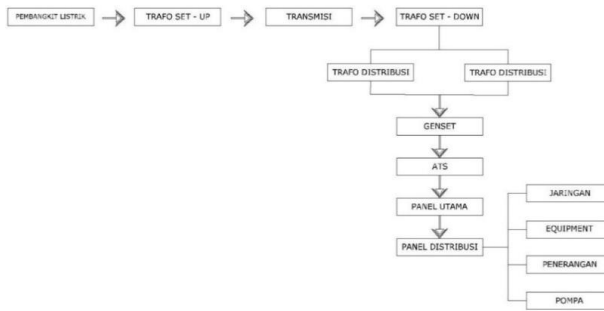 PEMBANGKIT LISTRIK
TRAFO SET - UP
TRANSMISI
TRAFO SET - DOWN
TRAFO DISTRIBUSI
TRAFO DISTRIBUSI
GENSET
ATS
PANEL UTAMA
PANEL DISTRIBUSI
JARINGAN
EQUIPMENT
PENERANGAN
POMPA